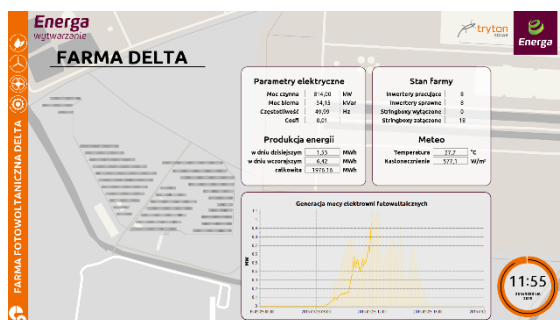 Energa
wytwarzanie
FARMA DELTA
tryton
Energa
FARMA FOTOWOLTAICZNA DELTA
Parametry elektryczne
Moc czynna 814,00 kW
Moc bierna 54,15 kVar
Częstotliwość 49,99 Hz
Cosfi 0,01
Produkcja energii
w dniu dzisiejszym 1,55 MWh
w dniu wczorajszym 6,42 MWh
całkowita 1976,16 MWh
Stan farmy
Inwertery pracujące 8
Inwertery sprawne 8
Stringboxy wyłączone 0
Stringboxy załączone 18
Meteo
Temperatura 27,7 °C
Nasłonecznienie 577,1 W/m²
Generacja mocy elektrowni fotowoltaicznych
MW
11:55